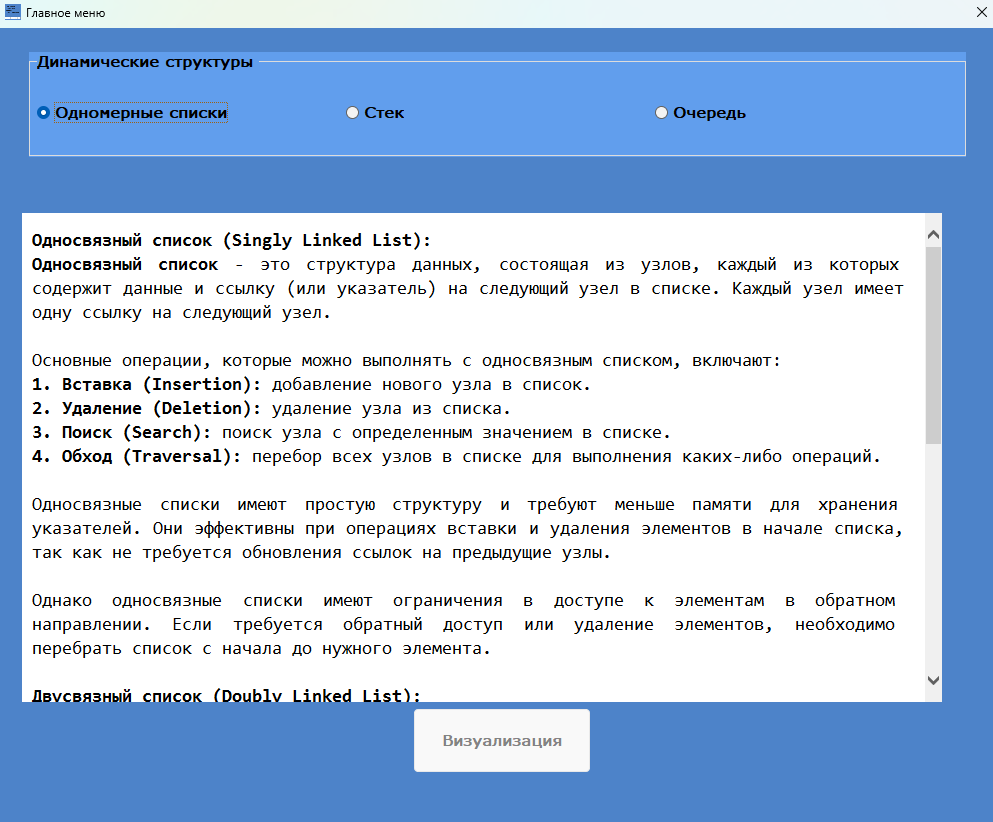 Главное меню
Динамические структуры
Одномерные списки
Стек
Очередь
Односвязный список (Singly Linked List):
Односвязный список - это структура данных, состоящая из узлов, каждый из которых
содержит данные и ссылку (или указатель) на следующий узел в списке. Каждый узел имеет
одну ссылку на следующий узел.
Основные операции, которые можно выполнять с односвязным списком, включают:
1. Вставка (Insertion): добавление нового узла в список.
2. Удаление (Deletion): удаление узла из списка.
3. Поиск (Search): поиск узла с определенным значением в списке.
4. Обход (Traversal): перебор всех узлов в списке для выполнения каких-либо операций.
Односвязные списки имеют простую структуру и требуют меньше памяти для хранения
указателей. Они эффективны при операциях вставки и удаления элементов в начале списка,
так как не требуется обновления ссылок на предыдущие узлы.
Однако односвязные списки имеют ограничения в доступе к элементам в обратном
направлении. Если требуется обратный доступ или удаление элементов, необходимо
перебрать список с начала до нужного элемента.
Двусвязный список (Doubly Linked List):
Визуализация